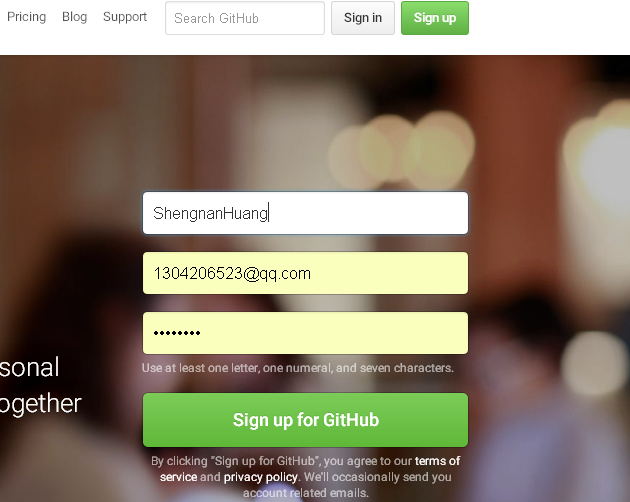 Pricing Blog Support Search GitHub Sign in Sign up
ShengnanHuang
1304206523@qq.com
••••••••
Use at least one letter, one numeral, and seven characters.
sonal
ogether
Sign up for GitHub
By clicking "Sign up for GitHub", you agree to our terms of
service and privacy policy. We'll occasionally send you
account related emails.